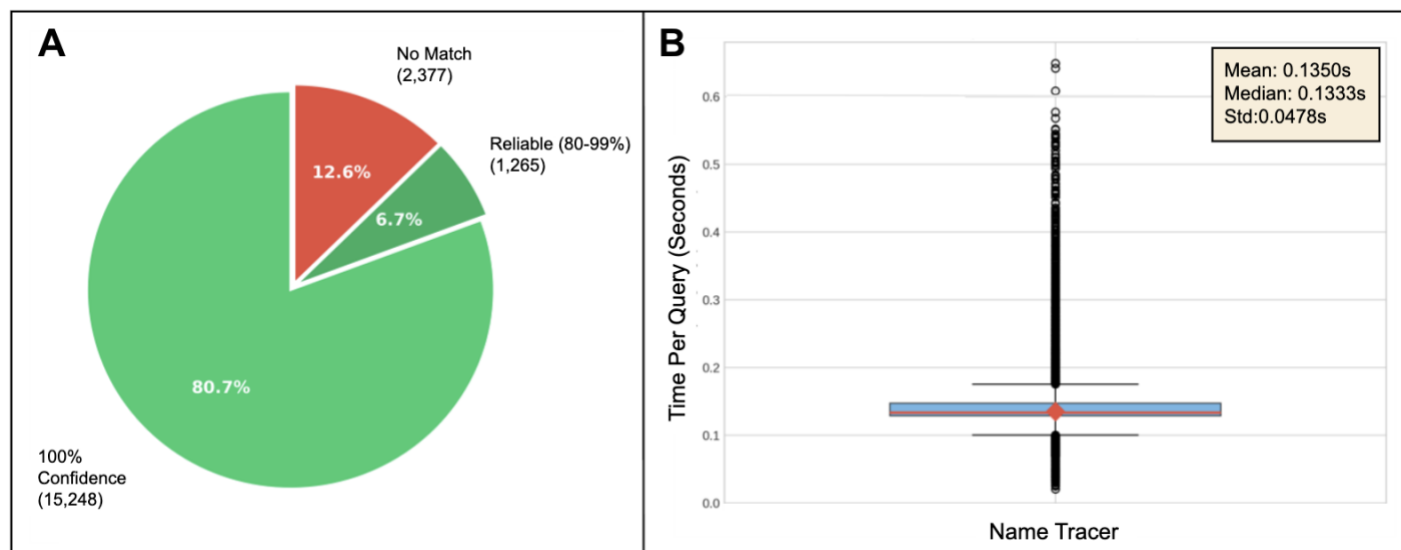 A
No Match
(2,377)
Reliable (80-99%)
(1,265)
12.6%
6.7%
80.7%
100%
Confidence
(15,248)
B
Mean: 0.1350s
Median: 0.1333s
Std:0.0478s
Time Per Query (Seconds)
0.6
0.5
0.4
0.3
0.2
0.1
0.0
Name Tracer